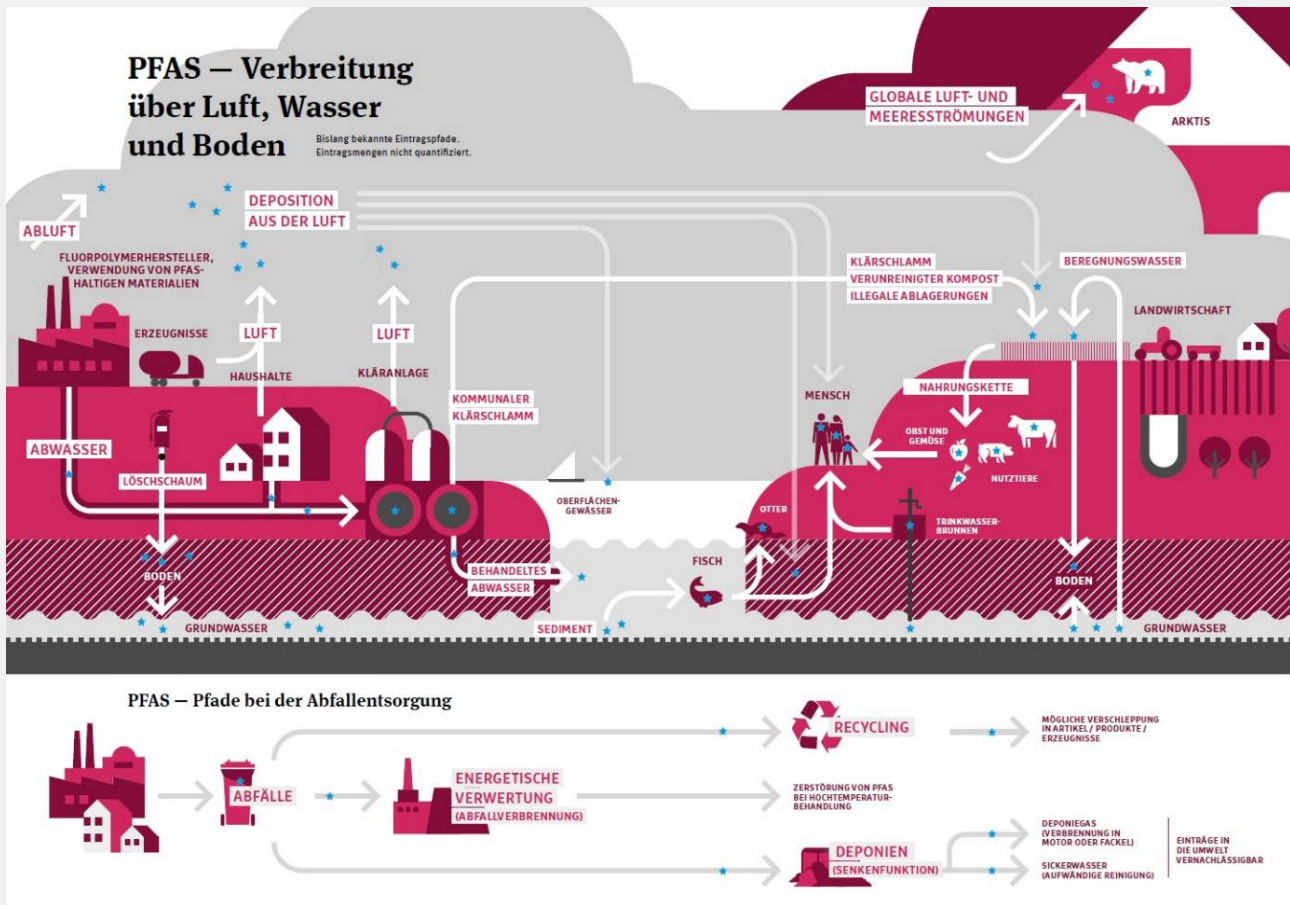 PFAS — Verbreitung
über Luft, Wasser
und Boden
Bislang bekannte Eintragspfade.
Eintragsmengen nicht quantifiziert.
GLOBALE LUFT- UND
MEERESSTRÖMUNGEN
ARKTIS
DEPOSITION
AUS DER LUFT
ABLUFT
FLUORPOLYMERHERSTELLER,
VERWENDUNG VON PFAS-
HALTIGEN MATERIALIEN
ERZEUGNISSE
LUFT
HAUSHALTE
LUFT
KLÄRANLAGE
KLÄRSCHLAMM
VERUNREINIGTER KOMPOST
ILLEGALE ABLAGERUNGEN
BEREGNUNGSWASSER
LANDWIRTSCHAFT
KOMMUNALER
KLÄRSCHLAMM
MENSCH
NAHRUNGSKETTE
OBST UND
GEMÜSE
NUTZTIERE
ABWASSER
LÖSCHSCHAUM
OBERFLÄCHEN-
GEWÄSSER
OTTER
TRINKWASSER-
BRUNNEN
FISCH
BODEN
BEHANDELTES
ABWASSER
BODEN
GRUNDWASSER
SEDIMENT
GRUNDWASSER
PFAS — Pfade bei der Abfallentsorgung
RECYCLING
MÖGLICHE VERSCHLEPPUNG
IN ARTIKEL / PRODUKTE /
ERZEUGNISSE
ABFÄLLE
ENERGETISCHE
VERWERTUNG
(ABFALLVERBRENNUNG)
ZERSTÖRUNG VON PFAS
BEI HOCHTEMPERATUR-
BEHANDLUNG
DEPONIEN
(SENKENFUNKTION)
DEPONIEGAS
(VERBRENNUNG IN
MOTOR ODER FACKEL)
SICKERWASSER
(AUFWÄNDIGE REINIGUNG)
EINTRÄGE IN
DIE UMWELT
VERNACHLÄSSIGBAR